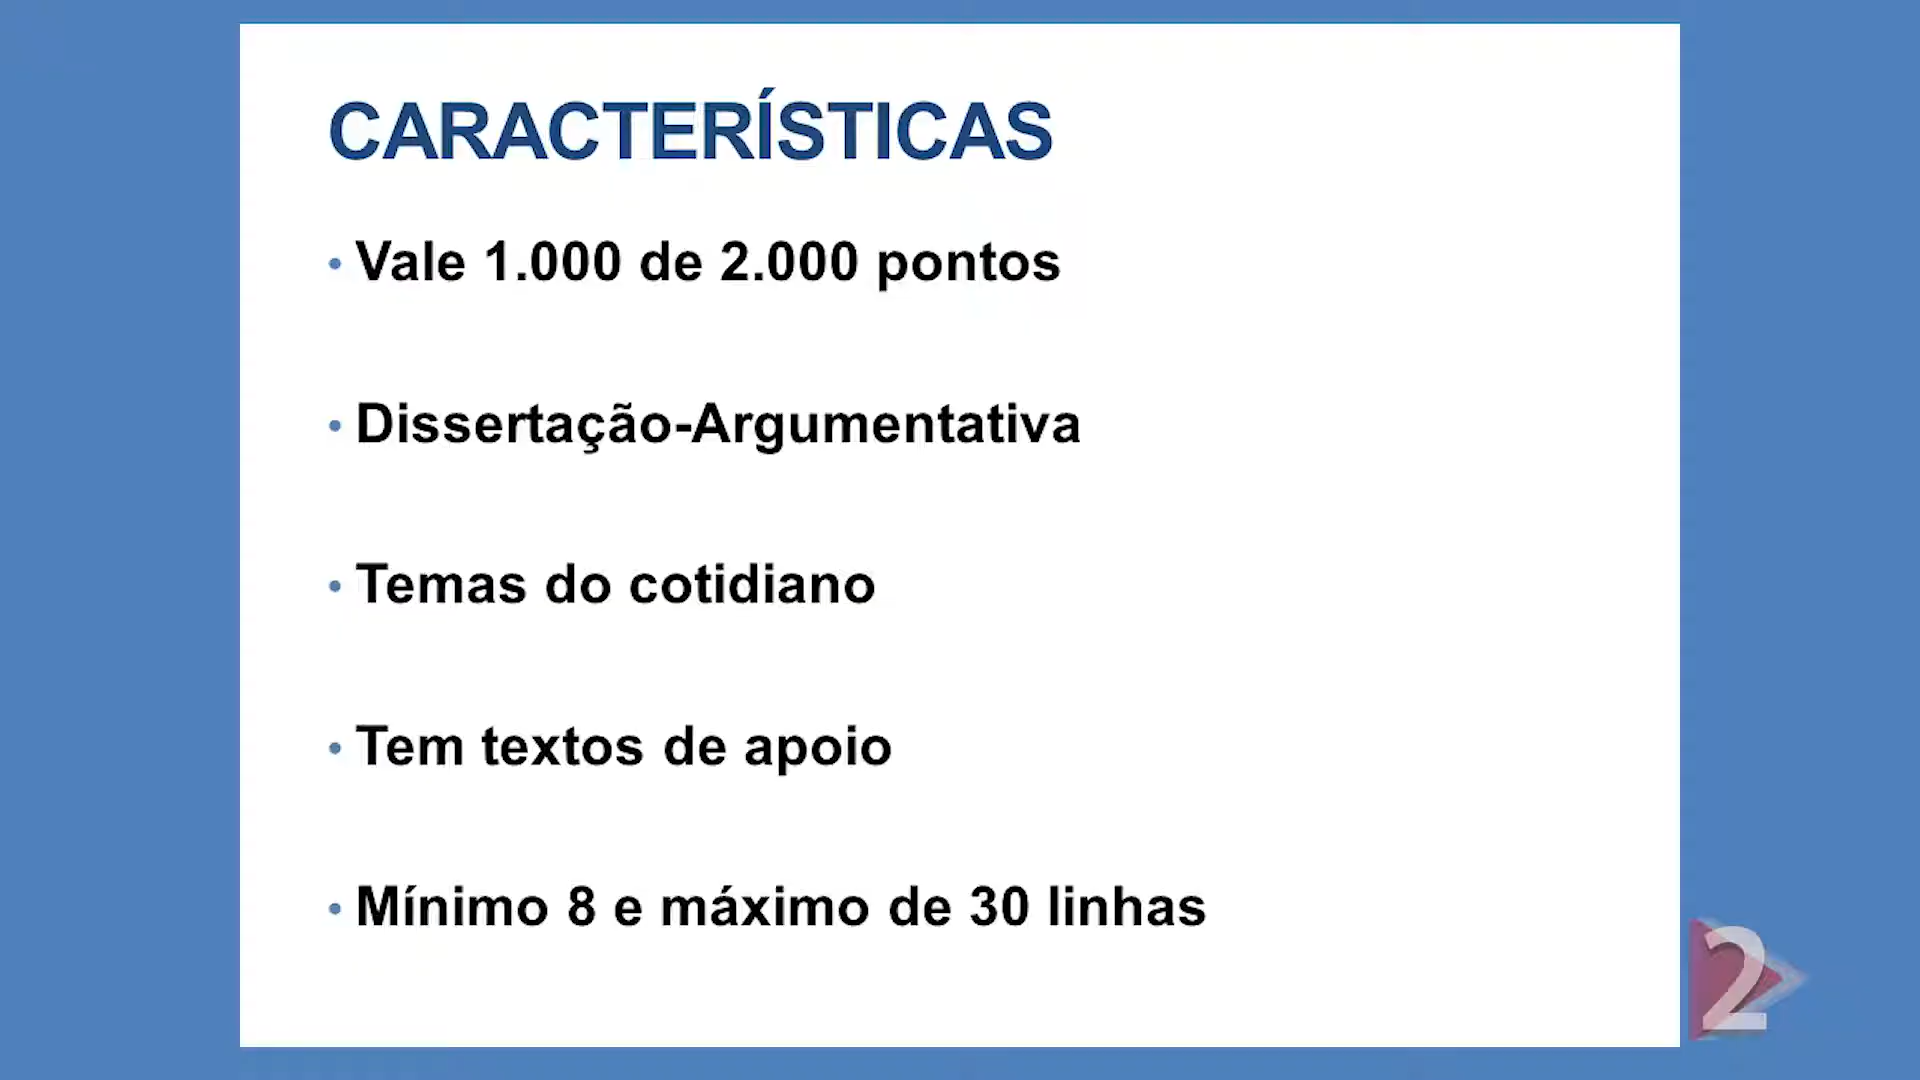 CARACTERÍSTICAS
• Vale 1.000 de 2.000 pontos
• Dissertação-Argumentativa
• Temas do cotidiano
• Tem textos de apoio
• Mínimo 8 e máximo de 30 linhas
2